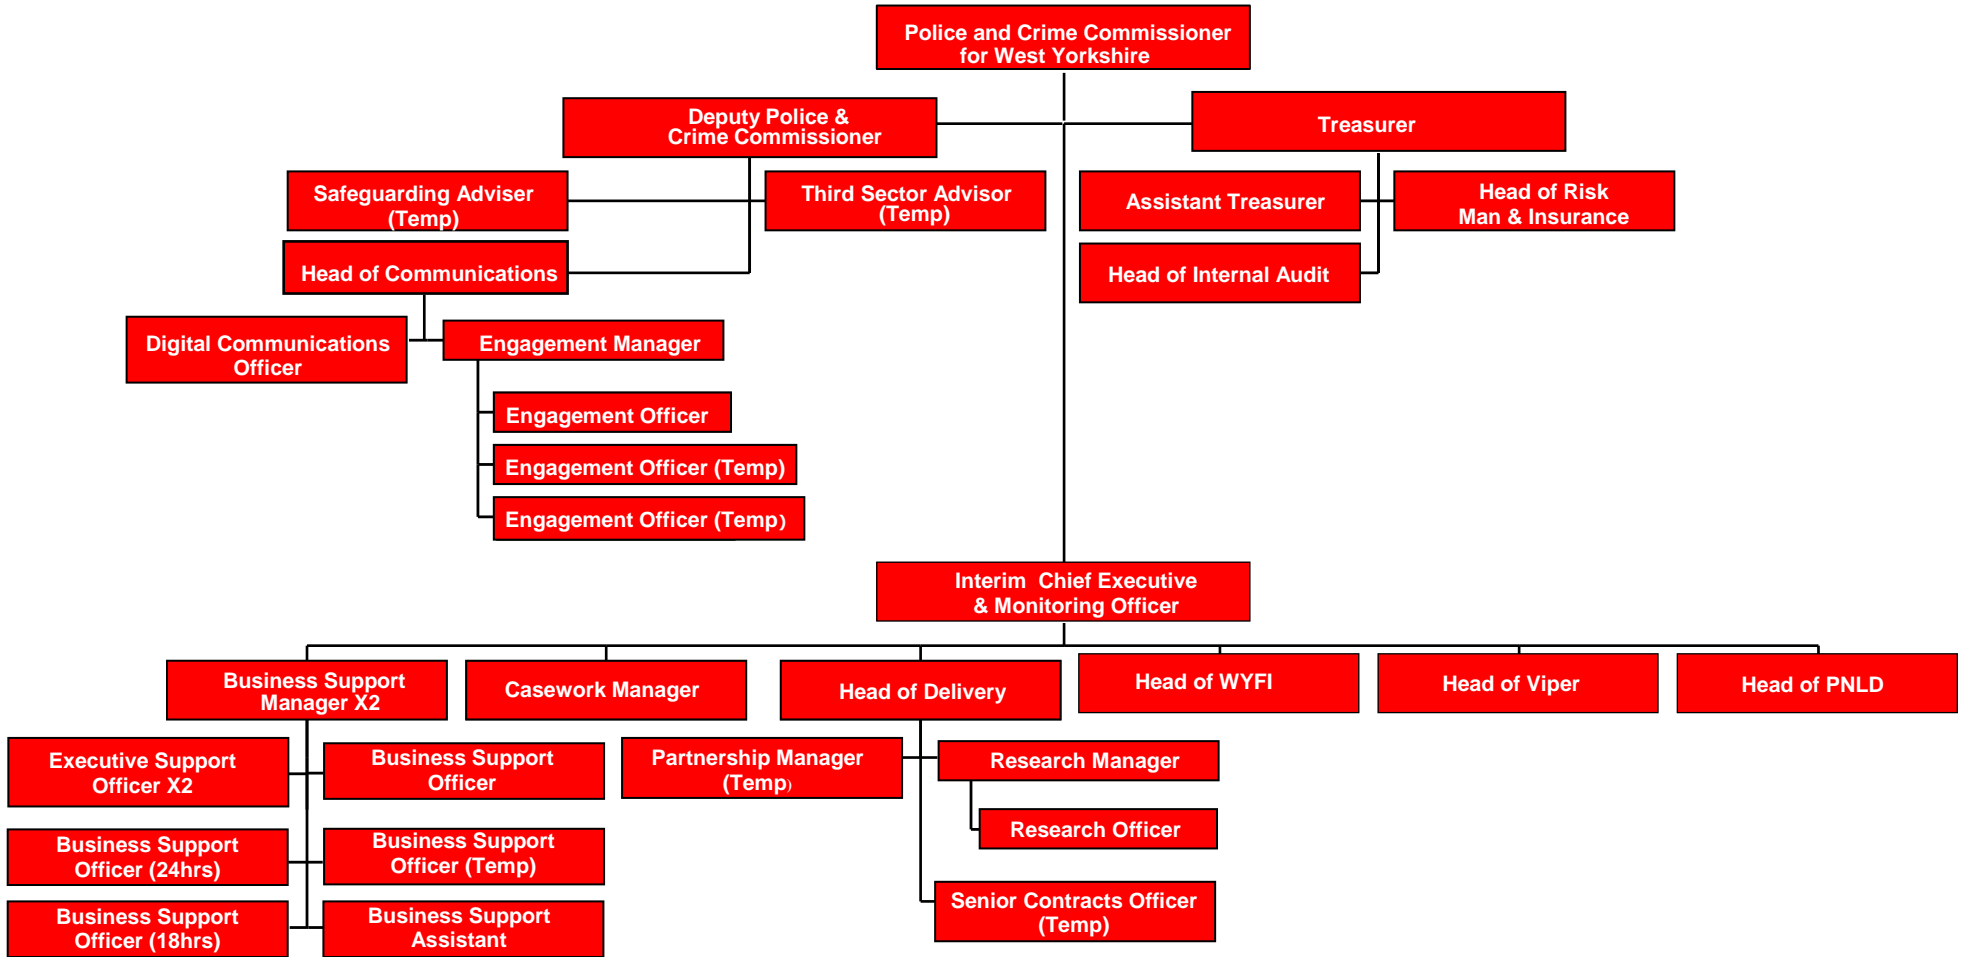 Police and Crime Commissioner
for West Yorkshire
Deputy Police &
Crime Commissioner
Treasurer
Safeguarding Adviser
(Temp)
Third Sector Advisor
(Temp)
Assistant Treasurer
Head of Risk
Man & Insurance
Head of Communications
Head of Internal Audit
Digital Communications
Officer
Engagement Manager
Engagement Officer
Engagement Officer (Temp)
Engagement Officer (Temp)
Interim  Chief Executive
& Monitoring Officer
Business Support
Manager X2
Casework Manager
Head of Delivery
Head of WYFI
Head of Viper
Head of PNLD
Executive Support
Officer X2
Business Support
Officer
Partnership Manager
(Temp)
Research Manager
Business Support
Officer (24hrs)
Business Support
Officer (Temp)
Research Officer
Business Support
Officer (18hrs)
Business Support
Assistant
Senior Contracts Officer
(Temp)